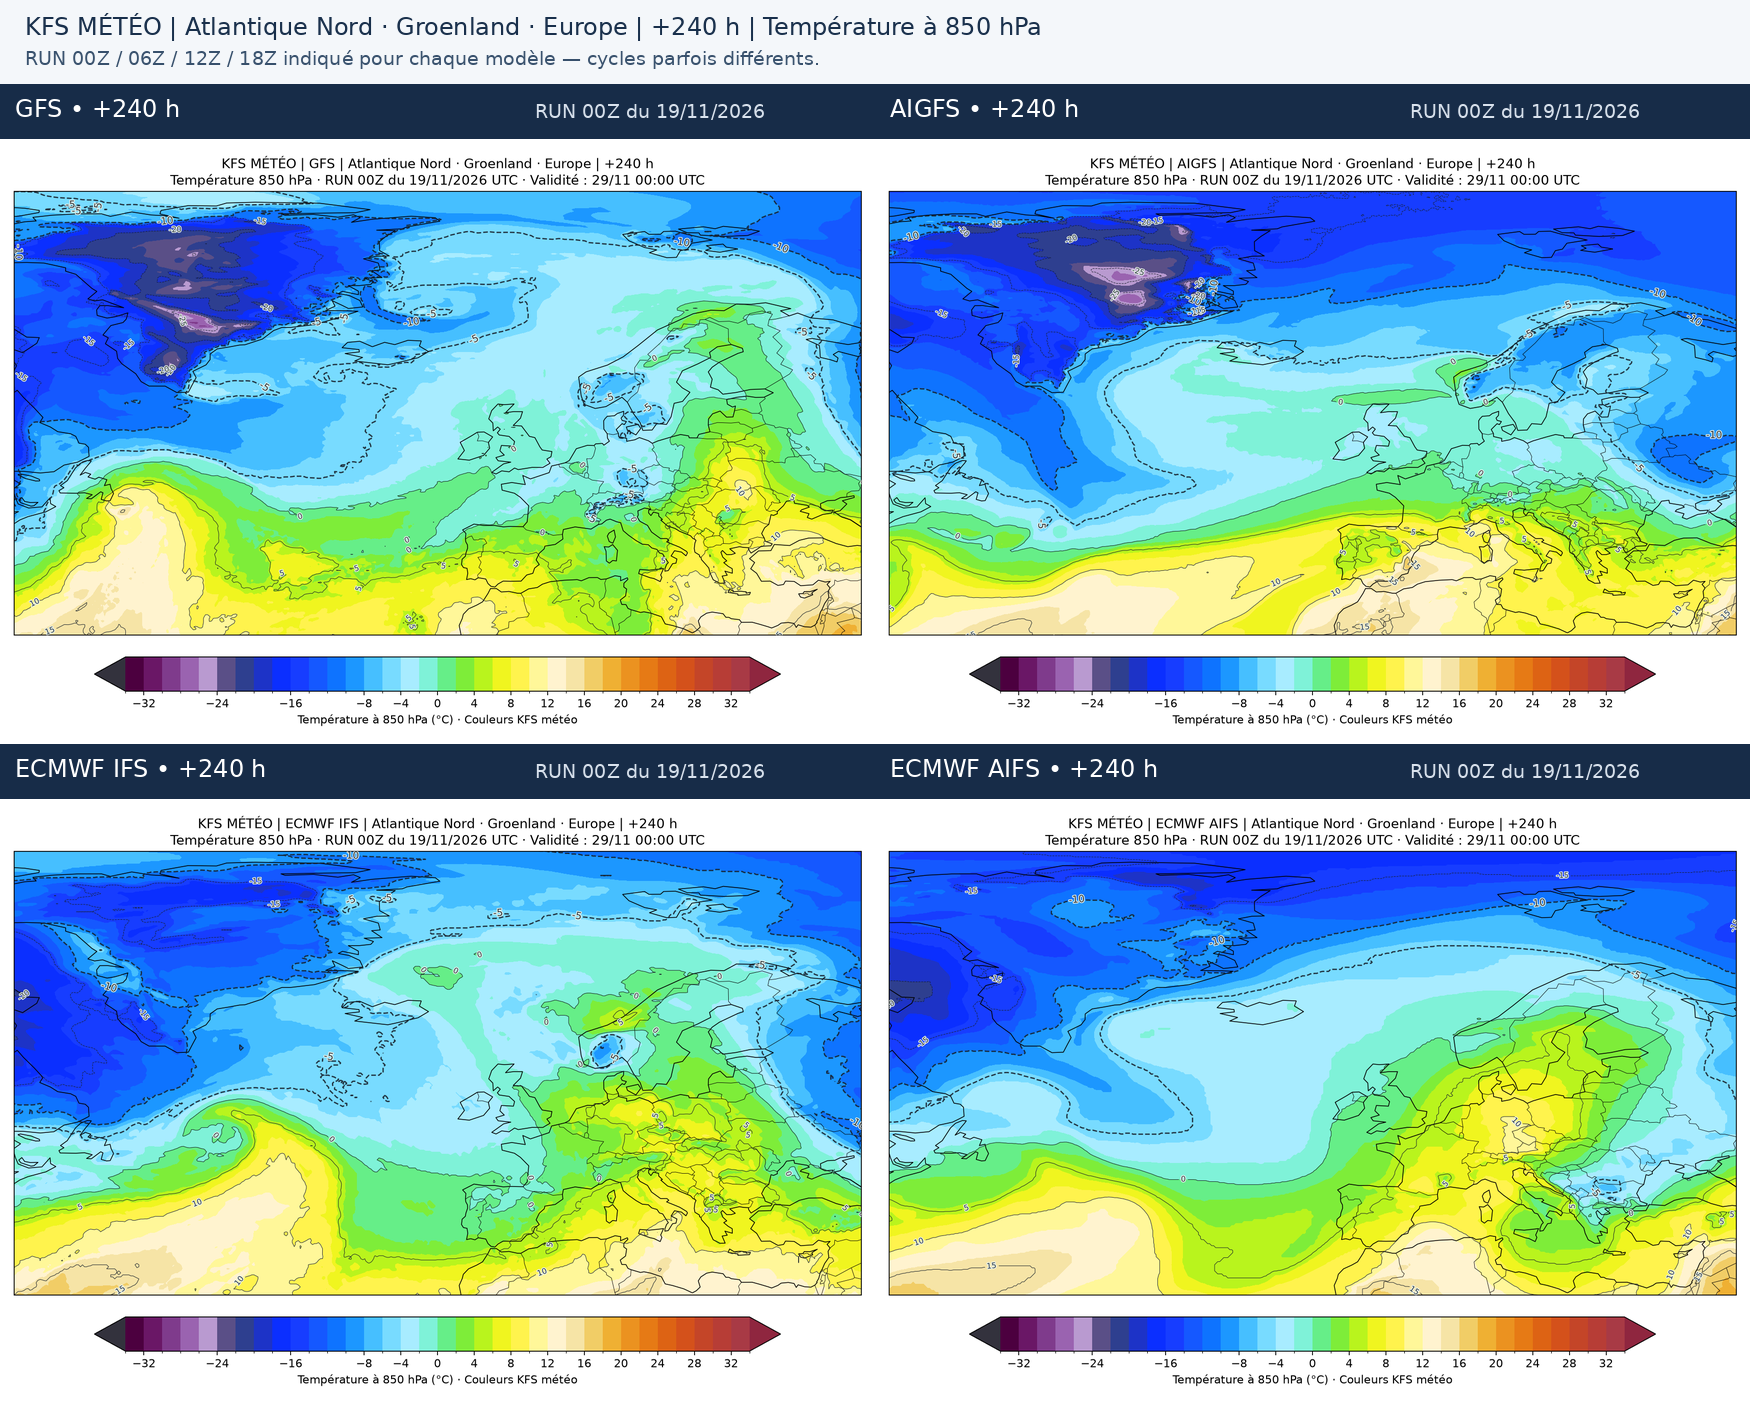 KFS MÉTÉO | Atlantique Nord · Groenland · Europe | +240 h | Température à 850 hPa
RUN 00Z / 06Z / 12Z / 18Z indiqué pour chaque modèle — cycles parfois différents.
GFS • +240 h
RUN 00Z du 19/11/2026
AIGFS • +240 h
RUN 00Z du 19/11/2026
KFS MÉTÉO | GFS | Atlantique Nord · Groenland · Europe | +240 h
Température 850 hPa · RUN 00Z du 19/11/2026 UTC · Validité : 29/11 00:00 UTC
KFS MÉTÉO | AIGFS | Atlantique Nord · Groenland · Europe | +240 h
Température 850 hPa · RUN 00Z du 19/11/2026 UTC · Validité : 29/11 00:00 UTC
−32 −24 −16 −8 −4 0 4 8 12 16 20 24 28 32
Température à 850 hPa (°C) · Couleurs KFS météo
−32 −24 −16 −8 −4 0 4 8 12 16 20 24 28 32
Température à 850 hPa (°C) · Couleurs KFS météo
ECMWF IFS • +240 h
RUN 00Z du 19/11/2026
ECMWF AIFS • +240 h
RUN 00Z du 19/11/2026
KFS MÉTÉO | ECMWF IFS | Atlantique Nord · Groenland · Europe | +240 h
Température 850 hPa · RUN 00Z du 19/11/2026 UTC · Validité : 29/11 00:00 UTC
KFS MÉTÉO | ECMWF AIFS | Atlantique Nord · Groenland · Europe | +240 h
Température 850 hPa · RUN 00Z du 19/11/2026 UTC · Validité : 29/11 00:00 UTC
−32 −24 −16 −8 −4 0 4 8 12 16 20 24 28 32
Température à 850 hPa (°C) · Couleurs KFS météo
−32 −24 −16 −8 −4 0 4 8 12 16 20 24 28 32
Température à 850 hPa (°C) · Couleurs KFS météo